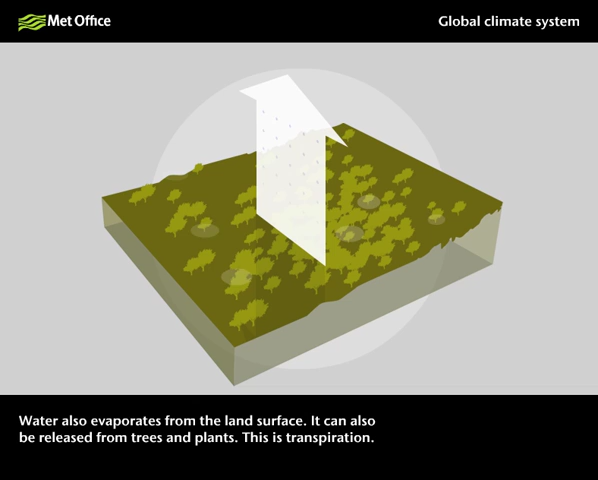 Met Office
Global climate system
Water also evaporates from the land surface. It can also
be released from trees and plants. This is transpiration.